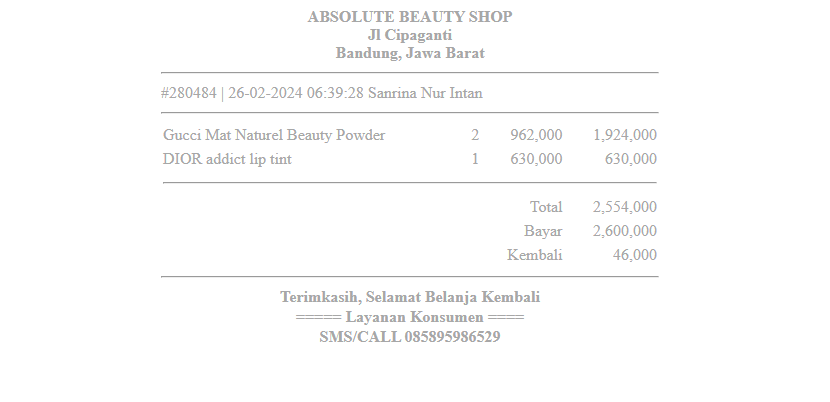 ABSOLUTE BEAUTY SHOP
Jl Cipaganti
Bandung, Jawa Barat
#280484 | 26-02-2024 06:39:28 Sanrina Nur Intan
Gucci Mat Naturel Beauty Powder 2 962,000 1,924,000
DIOR addict lip tint 1 630,000 630,000
Total 2,554,000
Bayar 2,600,000
Kembali 46,000
Terimkasih, Selamat Belanja Kembali
===== Layanan Konsumen ====
SMS/CALL 085895986529